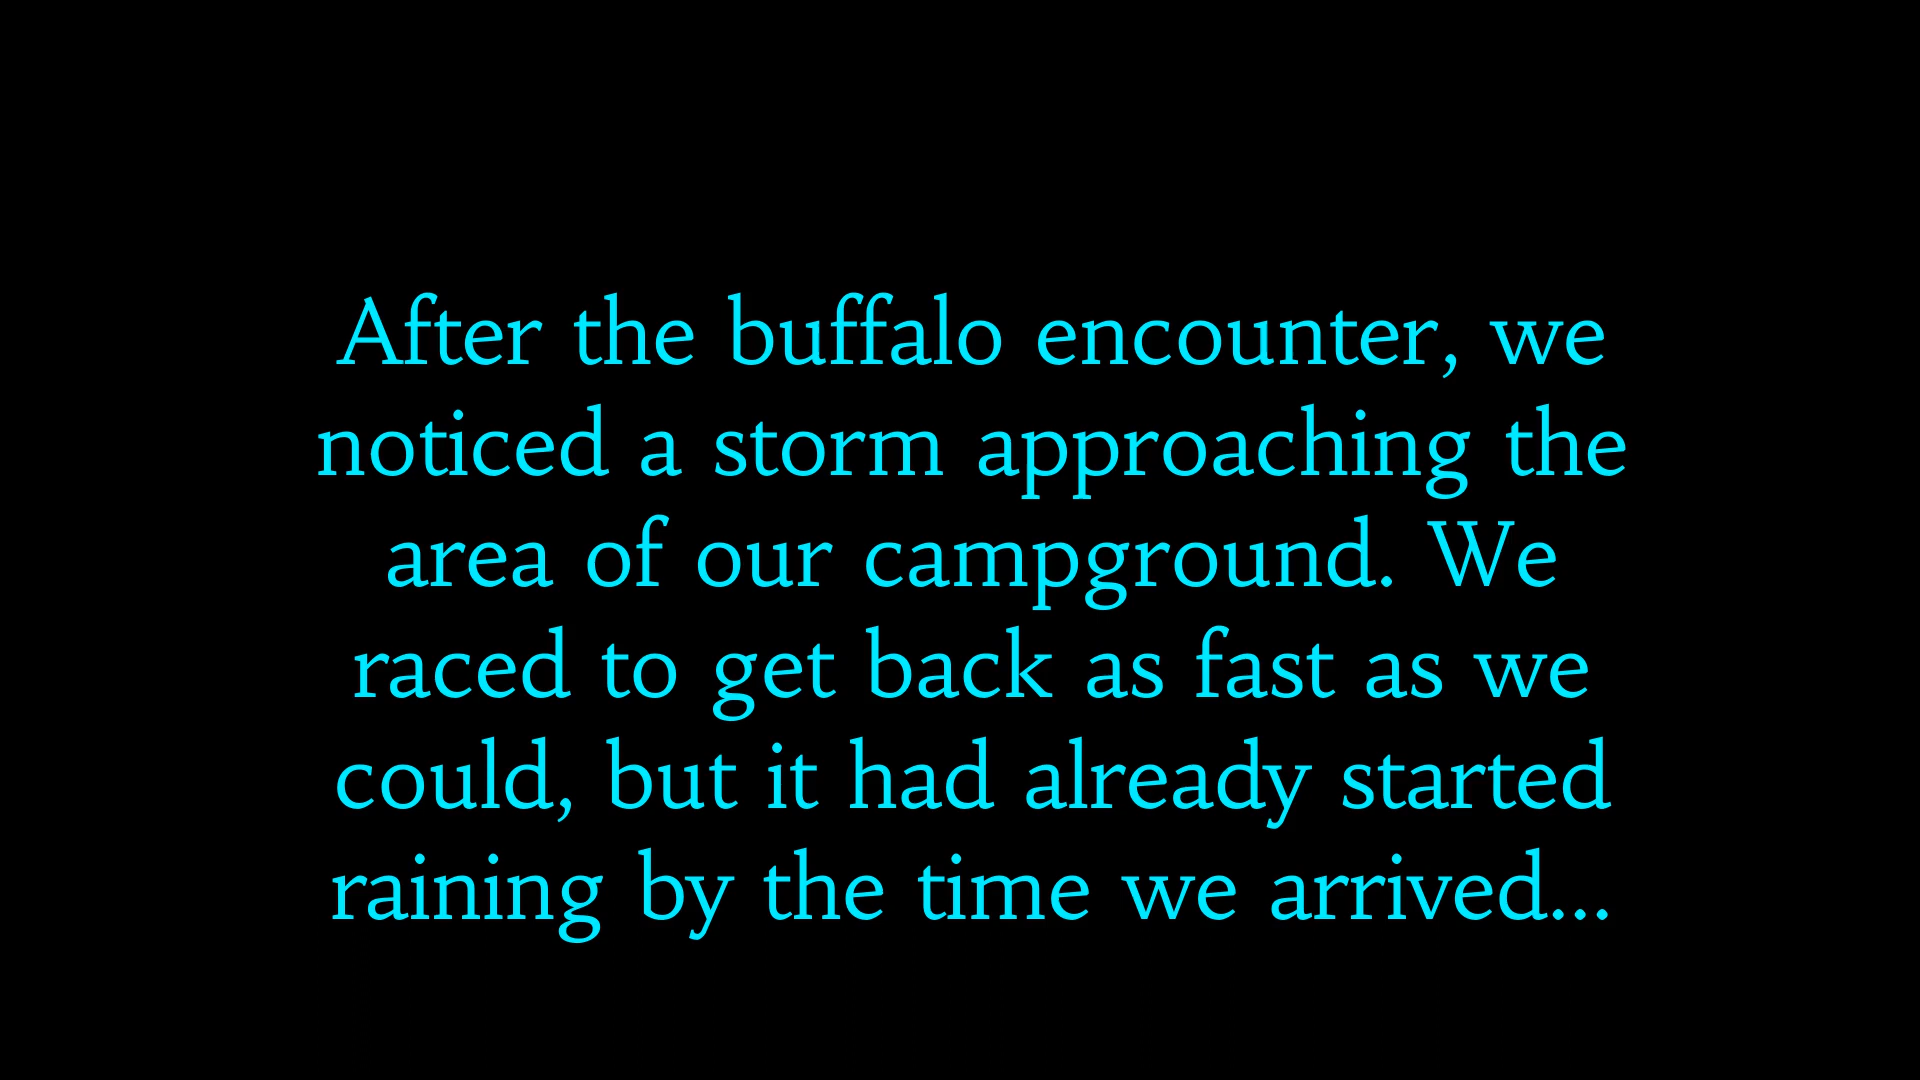 After the buffalo encounter, we
noticed a storm approaching the
area of our campground. We
raced to get back as fast as we
could, but it had already started
raining by the time we arrived...